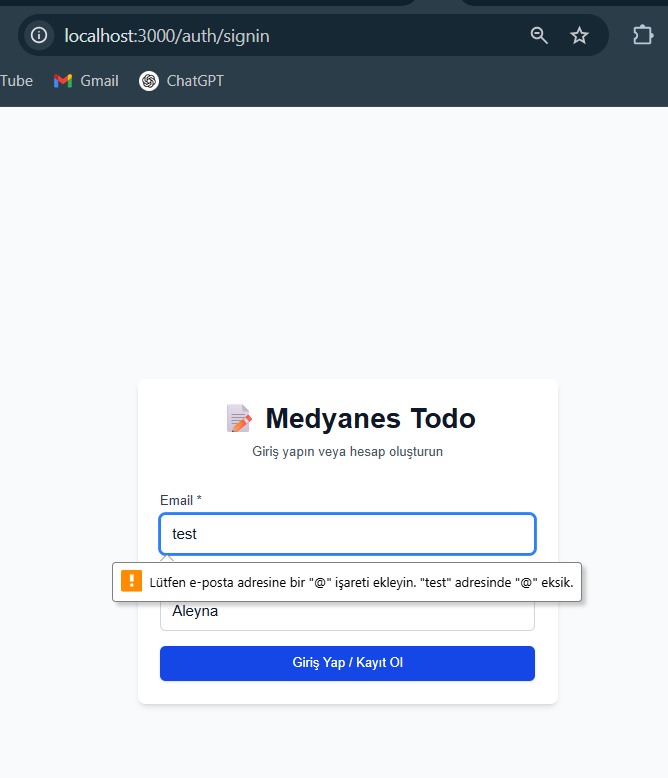 localhost:3000/auth/signin
Tube Gmail ChatGPT
Medyanes Todo
Giriş yapın veya hesap oluşturun
Email *
test
Lütfen e-posta adresine bir "@" işareti ekleyin. "test" adresinde "@" eksik.
Aleyna
Giriş Yap / Kayıt Ol